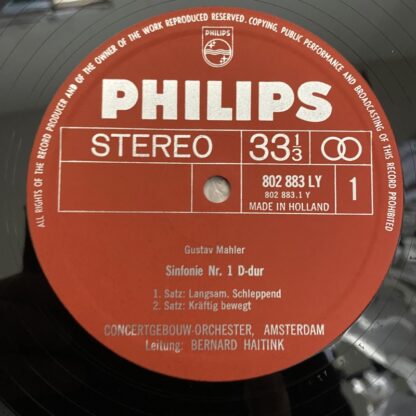 ALL RIGHTS OF THE RECORD PRODUCER AND OF THE OWNER OF THE WORK REPRODUCED RESERVED. COPYING, PUBLIC PERFORMANCE AND BROADCASTING OF THIS RECORD PROHIBITED
PHILIPS
PHILIPS
STEREO
33 1/3
802 883 LY
802 883.1 Y
MADE IN HOLLAND
1
Gustav Mahler
Sinfonie Nr. 1 D-dur
1. Satz: Langsam. Schleppend
2. Satz: Kräftig bewegt
CONCERTGEBOUW-ORCHESTER, AMSTERDAM
Leitung: BERNARD HAITINK